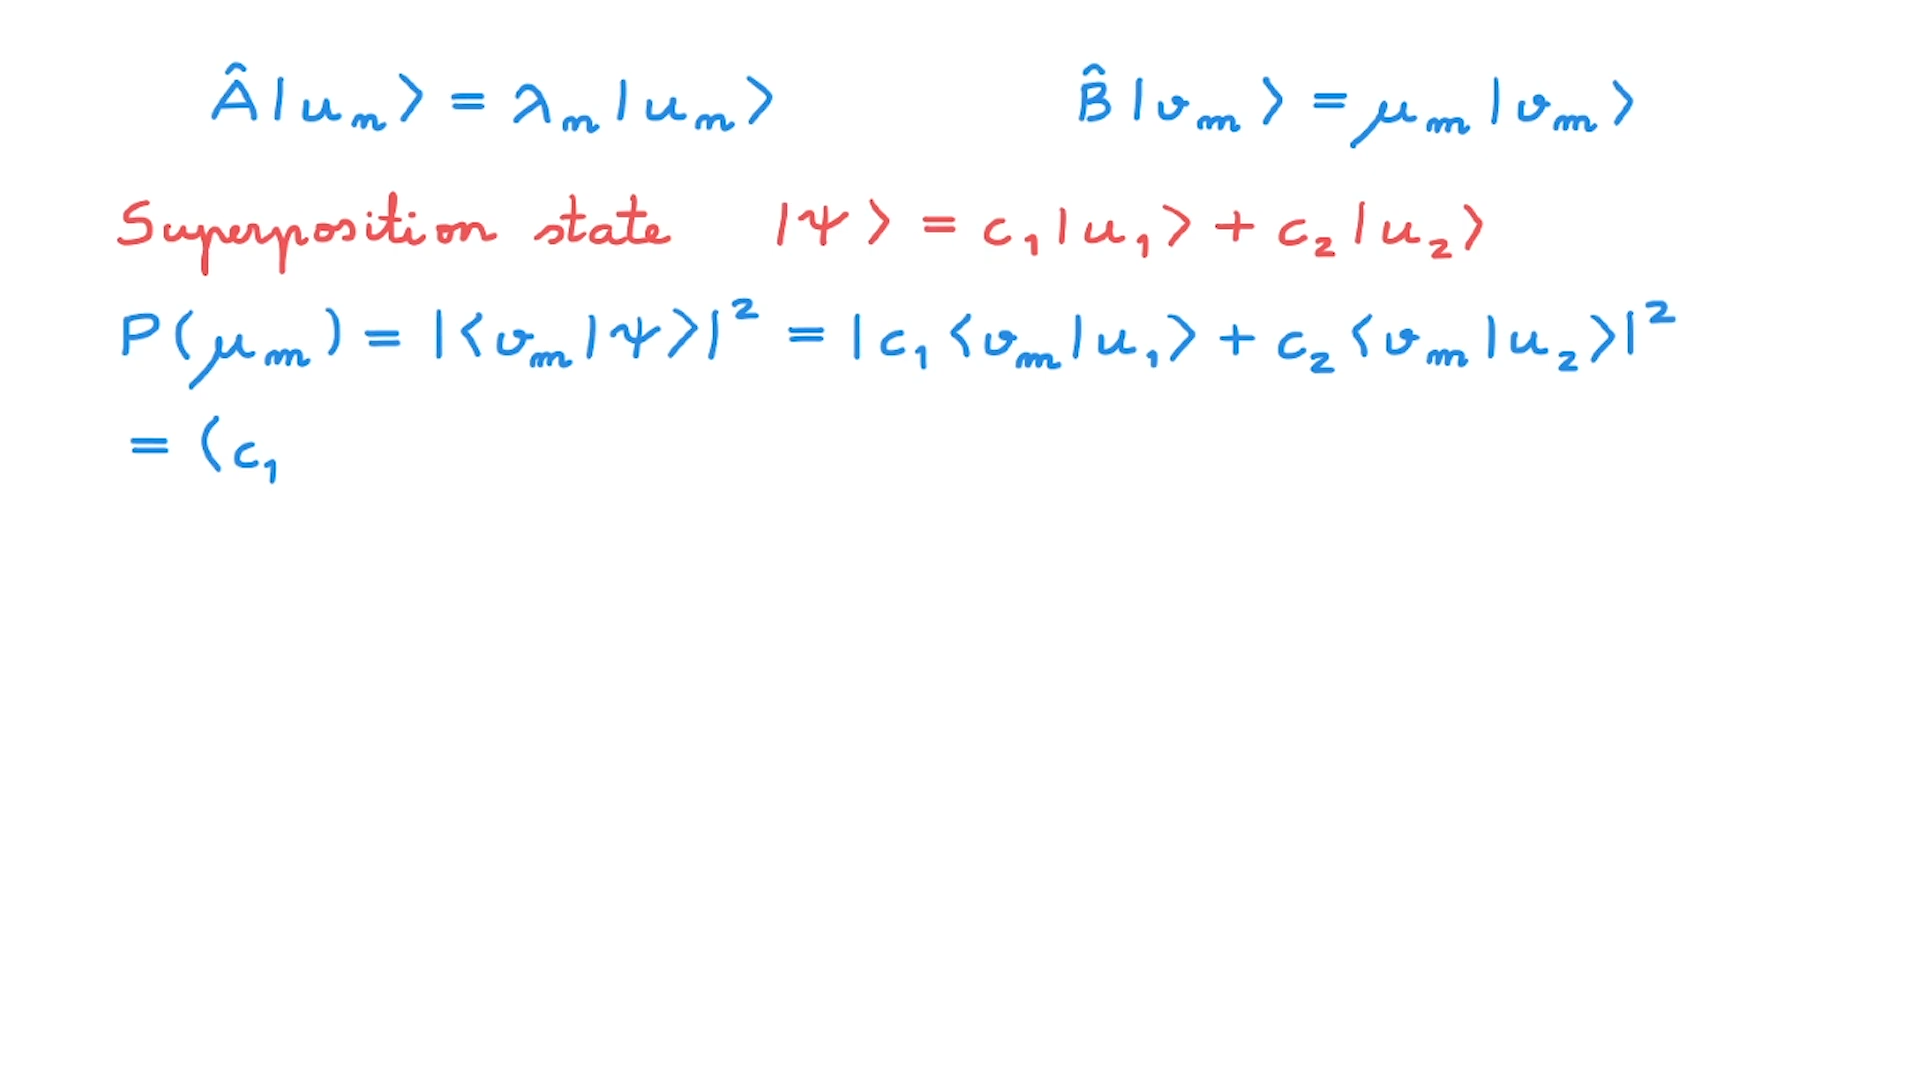 Â|uₙ⟩ = λₙ|uₙ⟩    B̂|vₘ⟩ = μₘ|vₘ⟩
Superposition state |ψ⟩ = c₁|u₁⟩ + c₂|u₂⟩
P(μₘ) = |⟨vₘ|ψ⟩|² = |c₁⟨vₘ|u₁⟩ + c₂⟨vₘ|u₂⟩|²
= (c₁